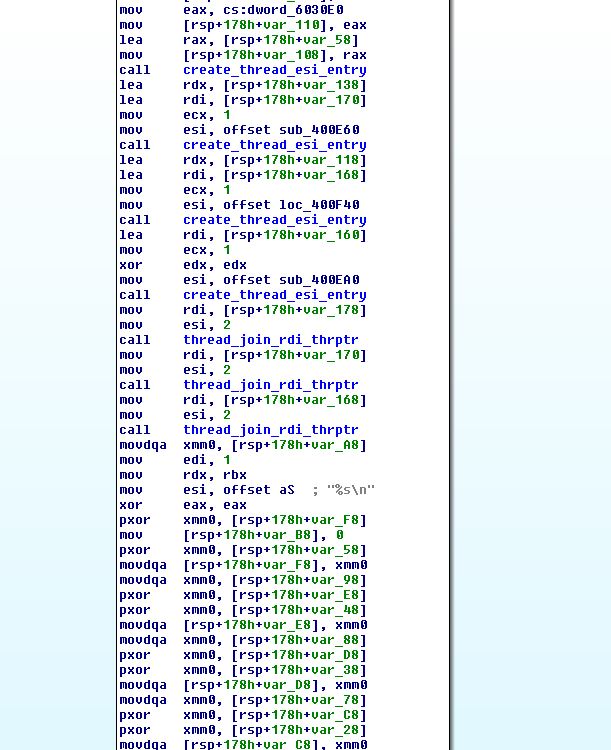 mov eax, cs:dword_6030E0
mov [rsp+178h+var_110], eax
lea rax, [rsp+178h+var_58]
mov [rsp+178h+var_108], rax
call create_thread_esi_entry
lea rdx, [rsp+178h+var_138]
lea rdi, [rsp+178h+var_170]
mov ecx, 1
mov esi, offset sub_400E60
call create_thread_esi_entry
lea rdx, [rsp+178h+var_118]
lea rdi, [rsp+178h+var_168]
mov ecx, 1
mov esi, offset loc_400F40
call create_thread_esi_entry
lea rdi, [rsp+178h+var_160]
mov ecx, 1
xor edx, edx
mov esi, offset sub_400EA0
call create_thread_esi_entry
mov rdi, [rsp+178h+var_178]
mov esi, 2
call thread_join_rdi_thrptr
mov rdi, [rsp+178h+var_170]
mov esi, 2
call thread_join_rdi_thrptr
mov rdi, [rsp+178h+var_168]
mov esi, 2
call thread_join_rdi_thrptr
movdqa xmm0, [rsp+178h+var_A8]
mov edi, 1
mov rdx, rbx
mov esi, offset aS ; "%s\n"
xor eax, eax
pxor xmm0, [rsp+178h+var_F8]
mov [rsp+178h+var_B8], 0
pxor xmm0, [rsp+178h+var_58]
movdqa [rsp+178h+var_F8], xmm0
movdqa xmm0, [rsp+178h+var_98]
pxor xmm0, [rsp+178h+var_E8]
pxor xmm0, [rsp+178h+var_48]
movdqa [rsp+178h+var_E8], xmm0
movdqa xmm0, [rsp+178h+var_88]
pxor xmm0, [rsp+178h+var_D8]
pxor xmm0, [rsp+178h+var_38]
movdqa [rsp+178h+var_D8], xmm0
movdqa xmm0, [rsp+178h+var_78]
pxor xmm0, [rsp+178h+var_C8]
pxor xmm0, [rsp+178h+var_28]
movdqa [rsp+178h+var_C8], xmm0